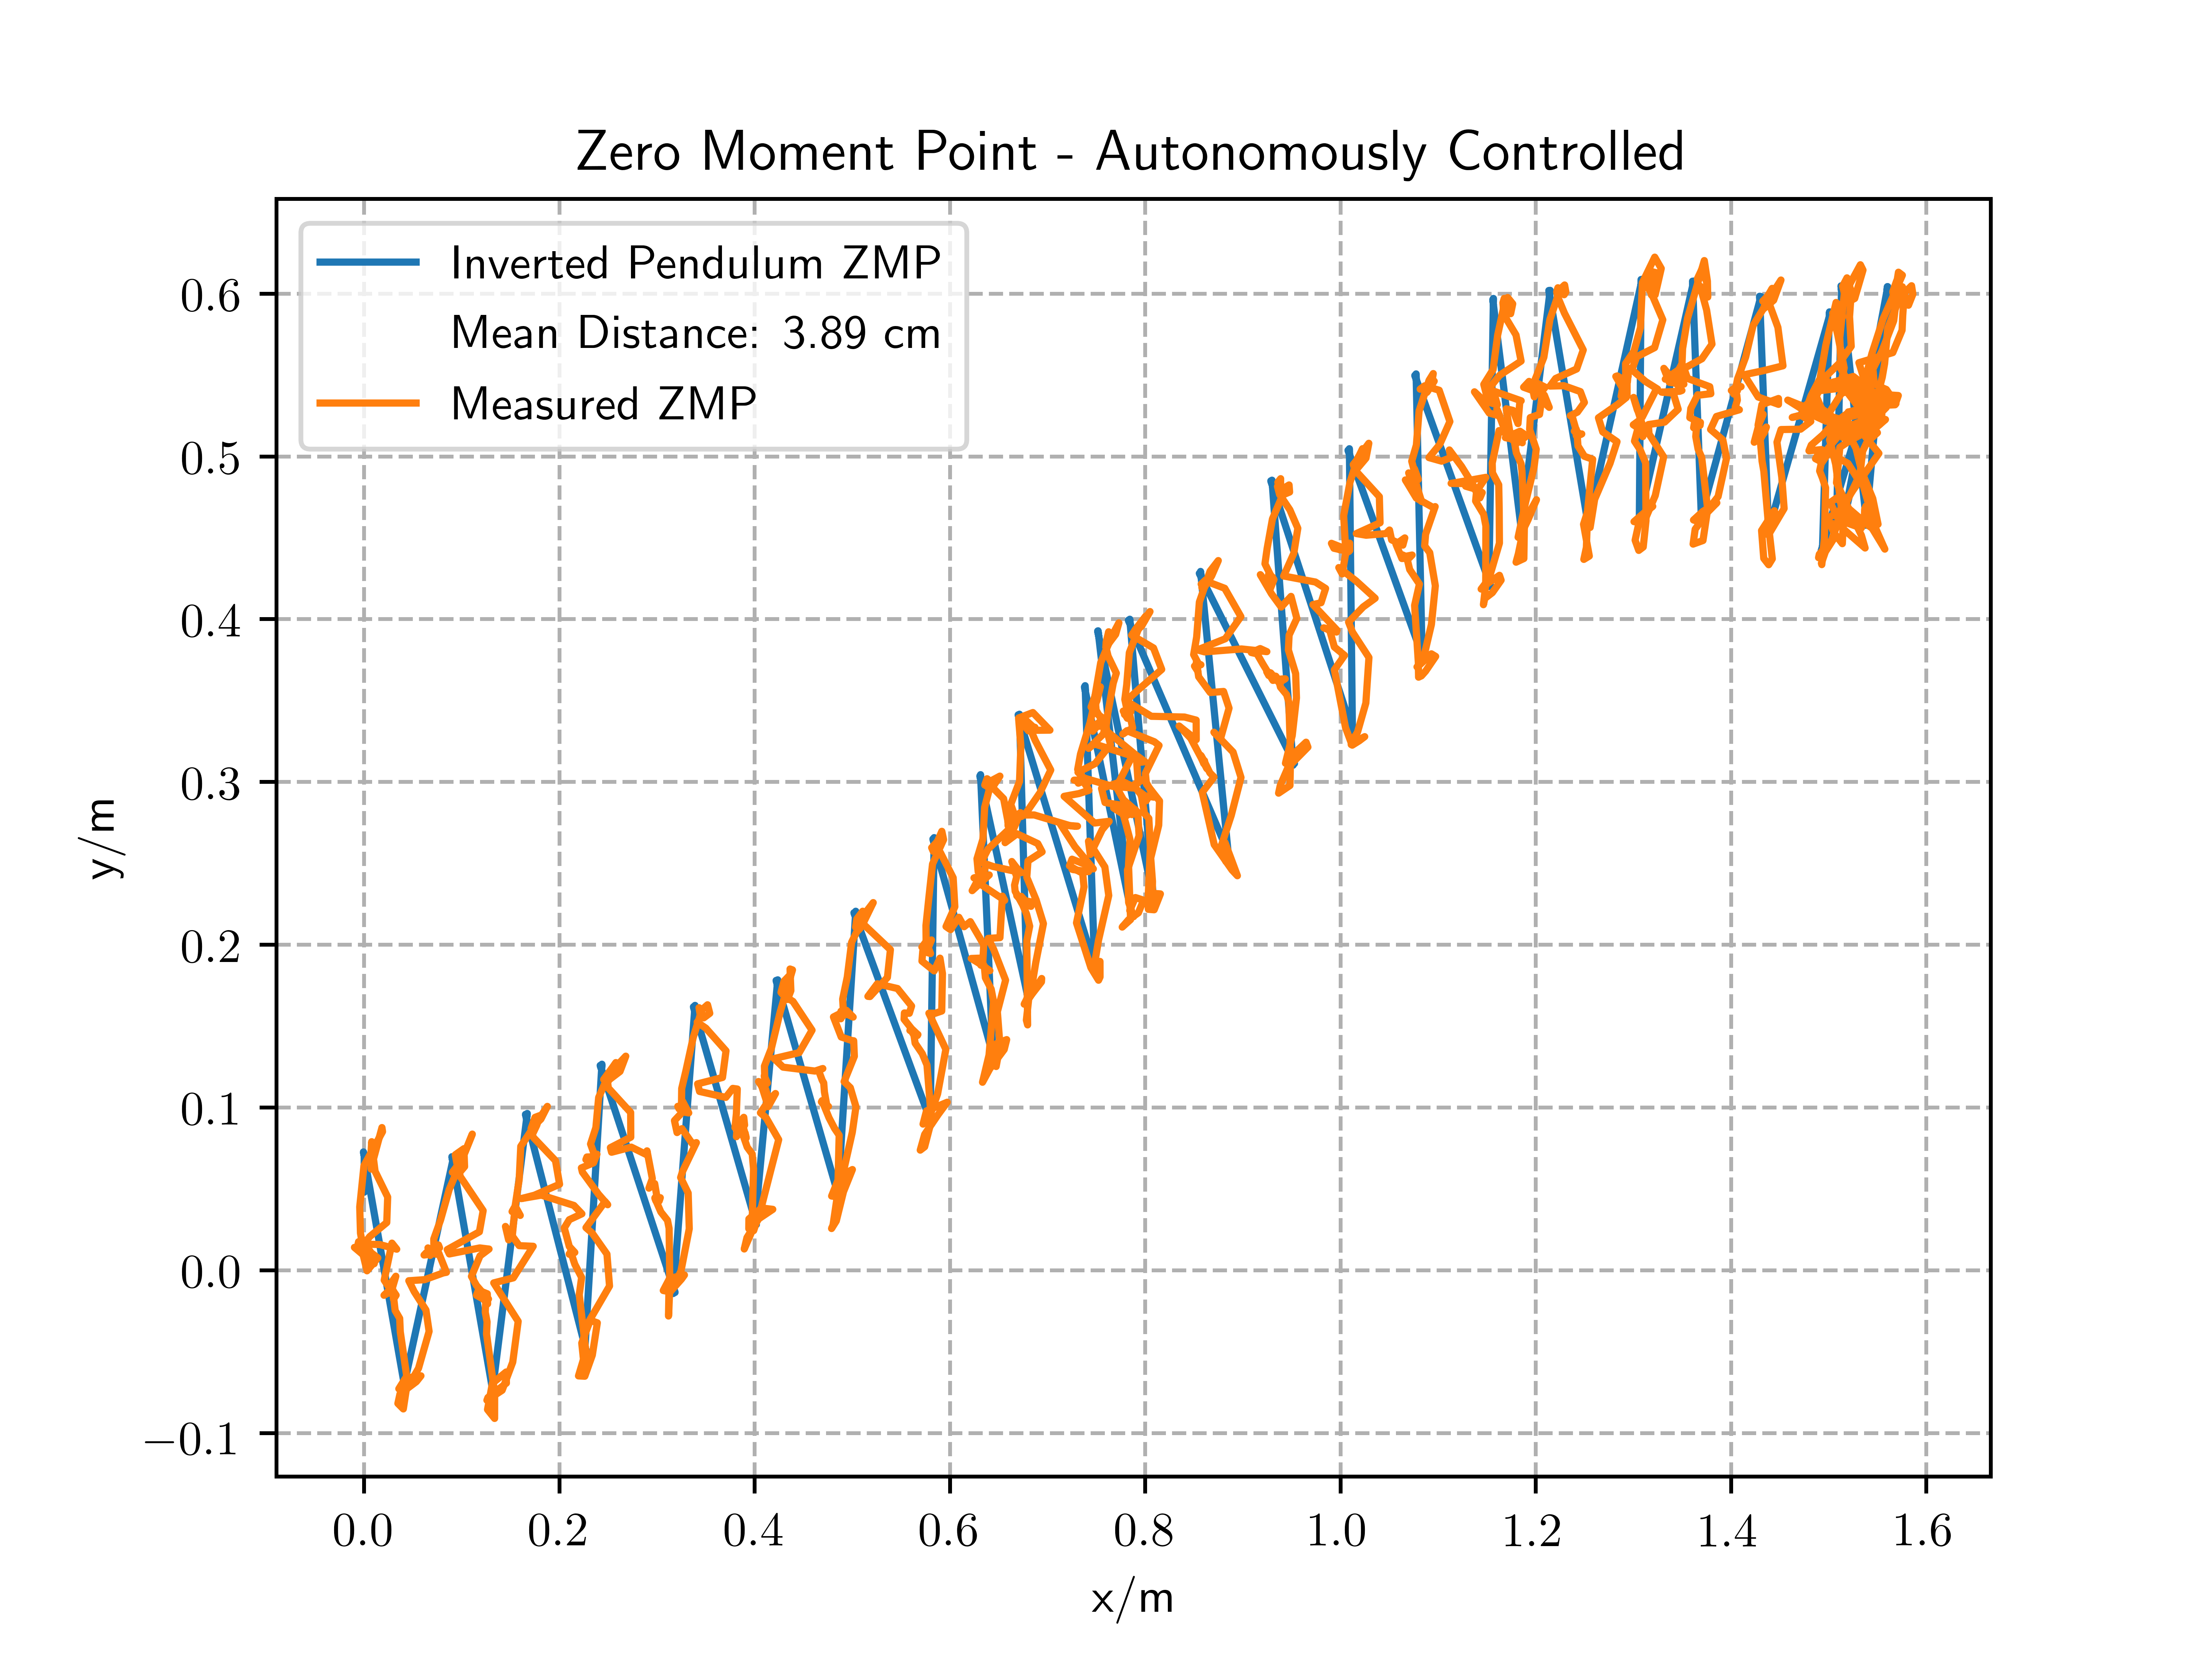 Zero Moment Point - Autonomously Controlled
Inverted Pendulum ZMP
Mean Distance: 3.89 cm
Measured ZMP
0.6
0.5
0.4
0.3
0.2
0.1
0.0
−0.1
y/m
0.0 0.2 0.4 0.6 0.8 1.0 1.2 1.4 1.6
x/m